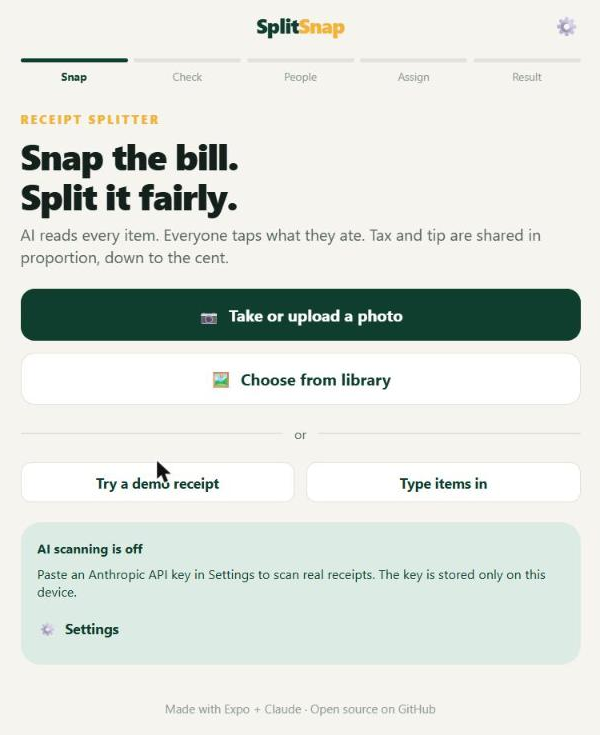 SplitSnap
Snap
Check
People
Assign
Result
RECEIPT SPLITTER
Snap the bill.
Split it fairly.
AI reads every item. Everyone taps what they ate. Tax and tip are shared in
proportion, down to the cent.
Take or upload a photo
Choose from library
or
Try a demo receipt
Type items in
AI scanning is off
Paste an Anthropic API key in Settings to scan real receipts. The key is stored only on this
device.
Settings
Made with Expo + Claude · Open source on GitHub